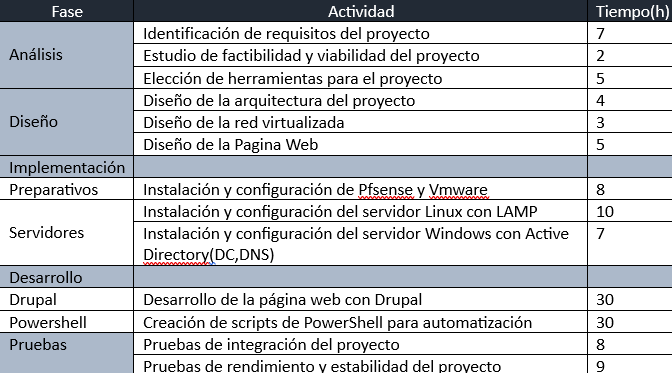 Fase Actividad Tiempo(h)
Análisis Identificación de requisitos del proyecto 7
Estudio de factibilidad y viabilidad del proyecto 2
Elección de herramientas para el proyecto 5
Diseño Diseño de la arquitectura del proyecto 4
Diseño de la red virtualizada 3
Diseño de la Pagina Web 5
Implementación
Preparativos Instalación y configuración de Pfsense y Vmware 8
Servidores Instalación y configuración del servidor Linux con LAMP 10
Instalación y configuración del servidor Windows con Active 7
Directory(DC,DNS)
Desarrollo
Drupal Desarrollo de la página web con Drupal 30
Powershell Creación de scripts de PowerShell para automatización 30
Pruebas Pruebas de integración del proyecto 8
Pruebas de rendimiento y estabilidad del proyecto 9